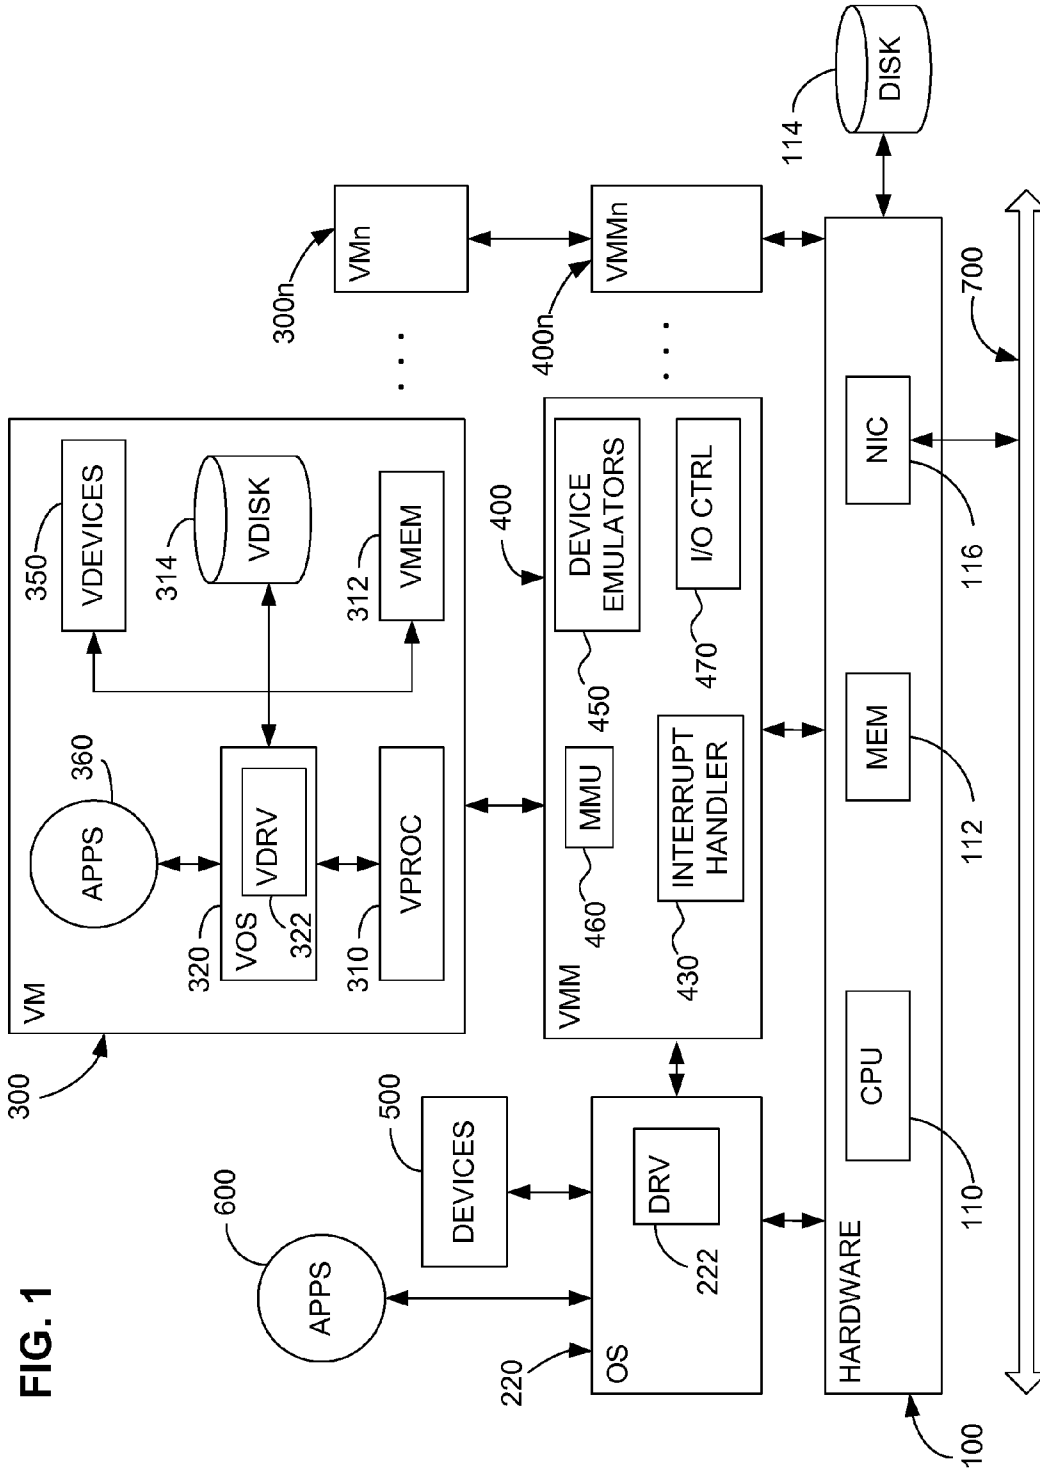 FIG. 1
600
APPS
500
DEVICES
220
OS
DRV
222
300
VM
APPS
360
320
VOS
VDRV
322
310
VPROC
350
VDEVICES
314
VDISK
312
VMEM
300n
VMn
. . .
400
VMM
460
MMU
430
INTERRUPT
HANDLER
450
DEVICE
EMULATORS
470
I/O CTRL
. . .
400n
VMMn
100
HARDWARE
CPU
110
MEM
112
NIC
116
114
DISK
700